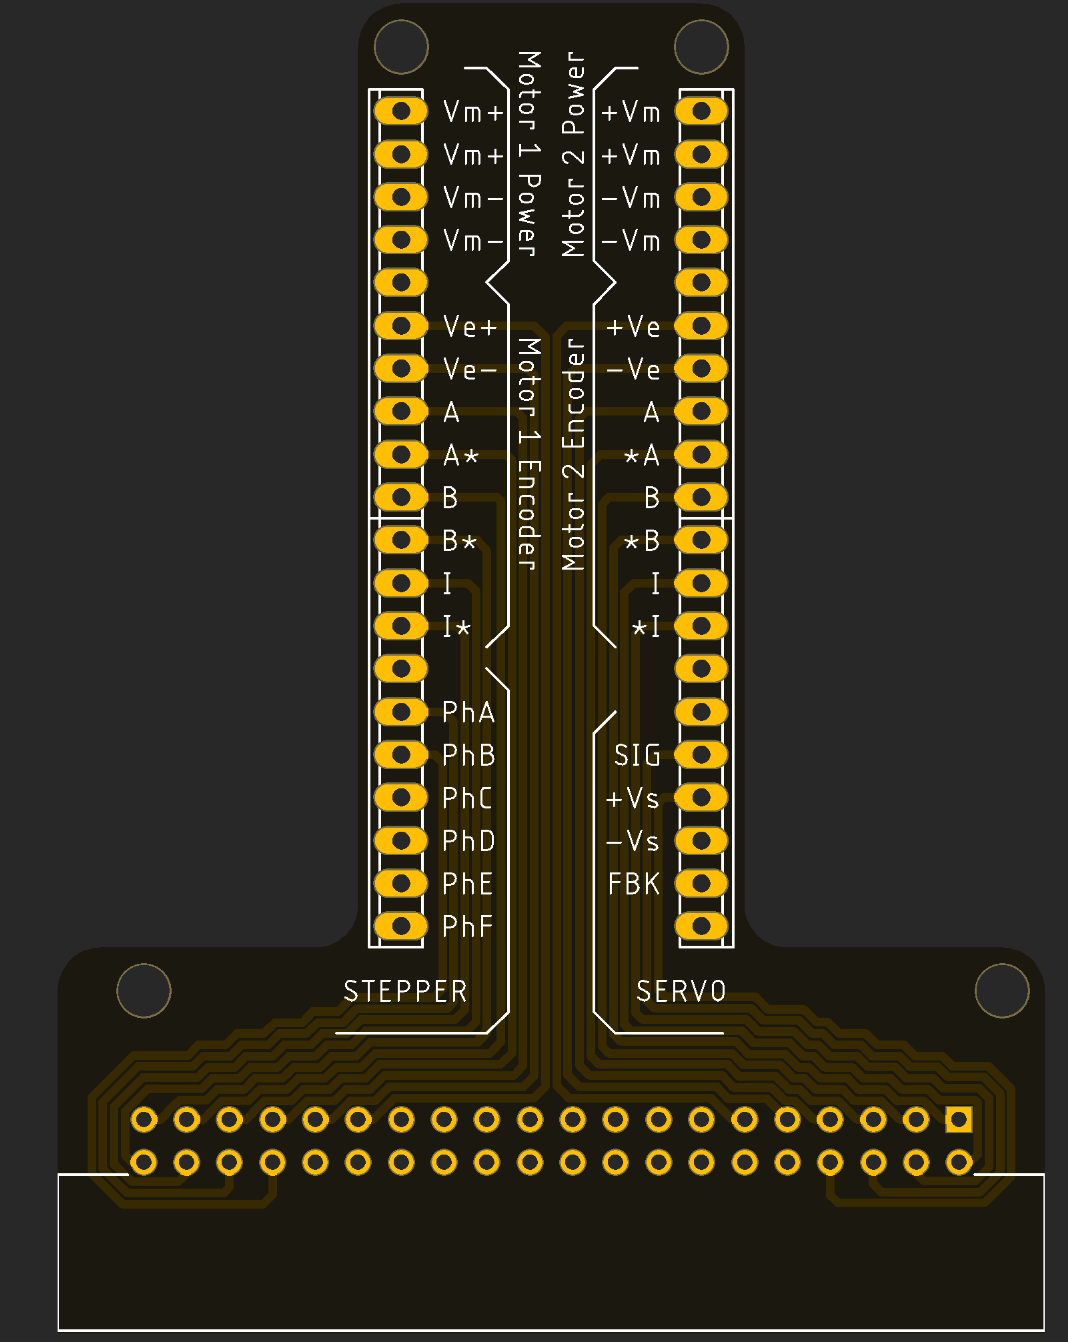 Vm+
Vm+
Vm-
Vm-
Motor 1 Power
Ve+
Ve-
A
A*
B
B*
I
I*
Motor 1 Encoder
PhA
PhB
PhC
PhD
PhE
PhF
STEPPER
Motor 2 Power
+Vm
+Vm
-Vm
-Vm
Motor 2 Encoder
+Ve
-Ve
A
*A
B
*B
I
*I
SIG
+Vs
-Vs
FBK
SERVO